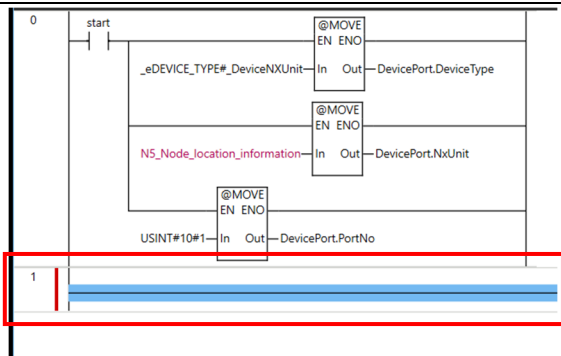 0 start @MOVE
EN ENO
_eDEVICE_TYPE#_DeviceNXUnit In Out DevicePort.DeviceType
@MOVE
EN ENO
N5_Node_location_information In Out DevicePort.NxUnit
@MOVE
EN ENO
USINT#10#1 In Out DevicePort.PortNo
1